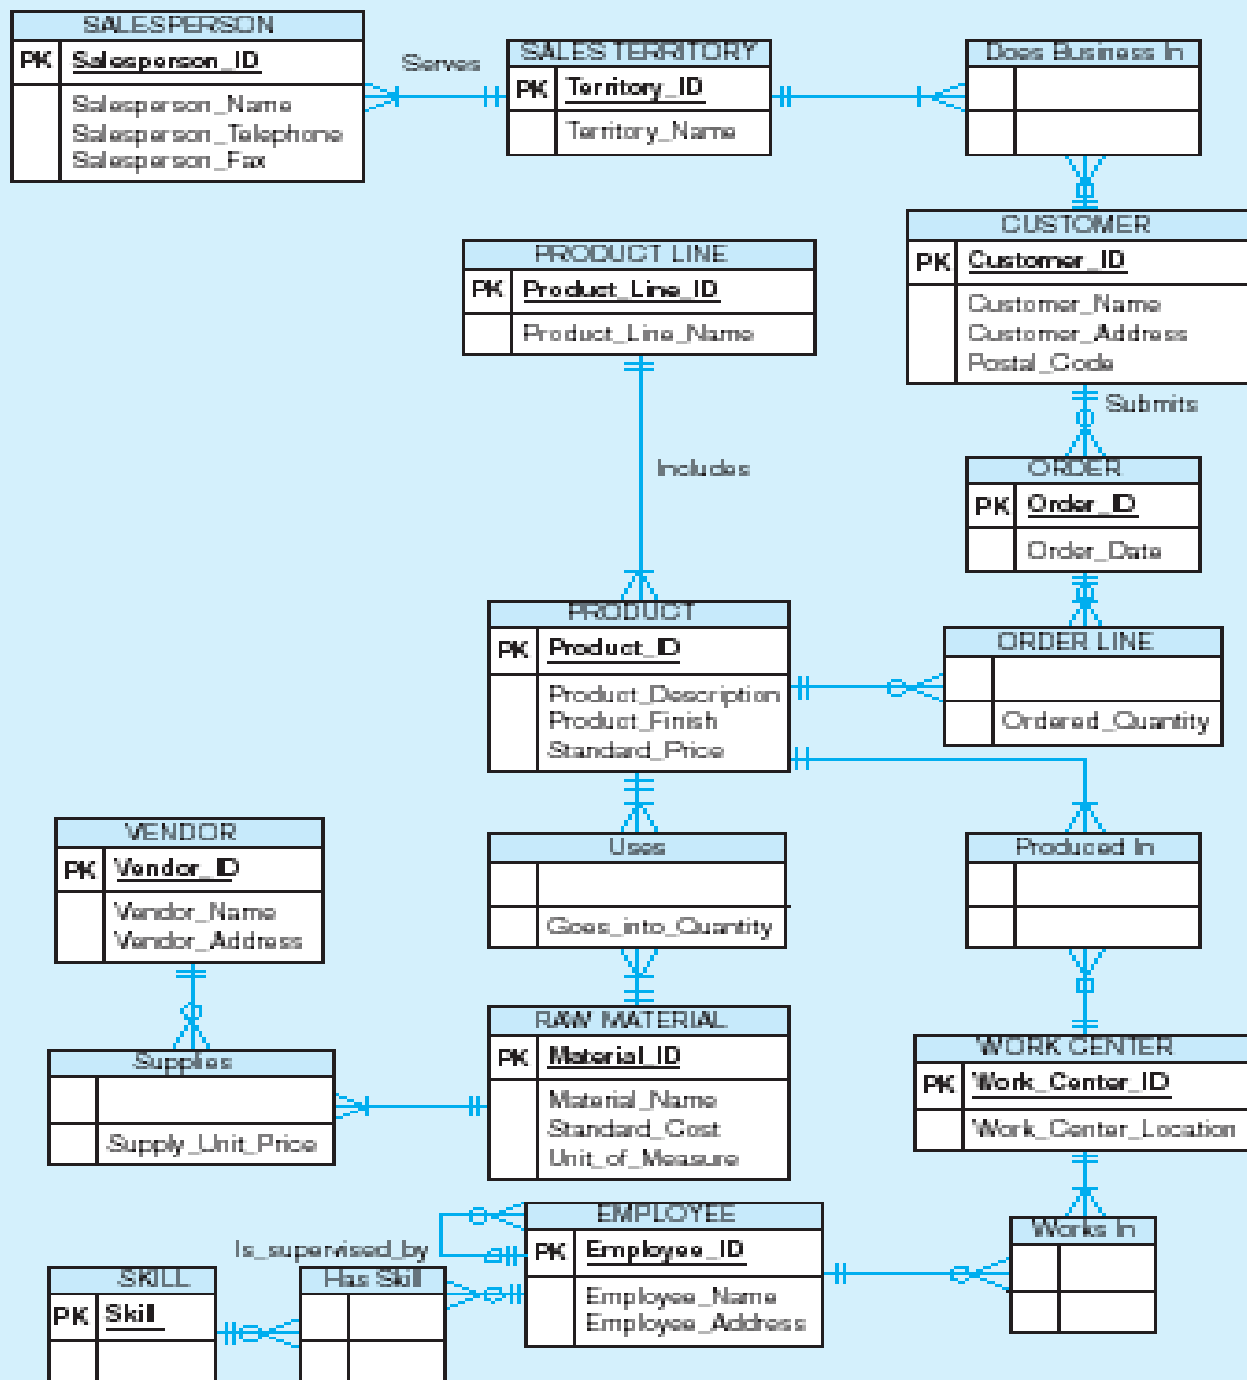 SALESPERSON
PK Salesperson_ID
Salesperson_Name
Salesperson_Telephone
Salesperson_Fax
Serves
SALES TERRITORY
PK Territory_ID
Territory_Name
Does Business In
PRODUCT LINE
PK Product_Line_ID
Product_Line_Name
CUSTOMER
PK Customer_ID
Customer_Name
Customer_Address
Postal_Code
Submits
Includes
ORDER
PK Order_ID
Order_Date
PRODUCT
PK Product_ID
Product_Description
Product_Finish
Standard_Price
ORDER LINE
Ordered_Quantity
VENDOR
PK Vendor_ID
Vendor_Name
Vendor_Address
Uses
Goes_into_Quantity
Produced In
Supplies
Supply_Unit_Price
RAW MATERIAL
PK Material_ID
Material_Name
Standard_Cost
Unit_of_Measure
WORK CENTER
PK Work_Center_ID
Work_Center_Location
Is_supervised_by
EMPLOYEE
PK Employee_ID
Employee_Name
Employee_Address
Works In
SKILL
PK Skill
Has Skill